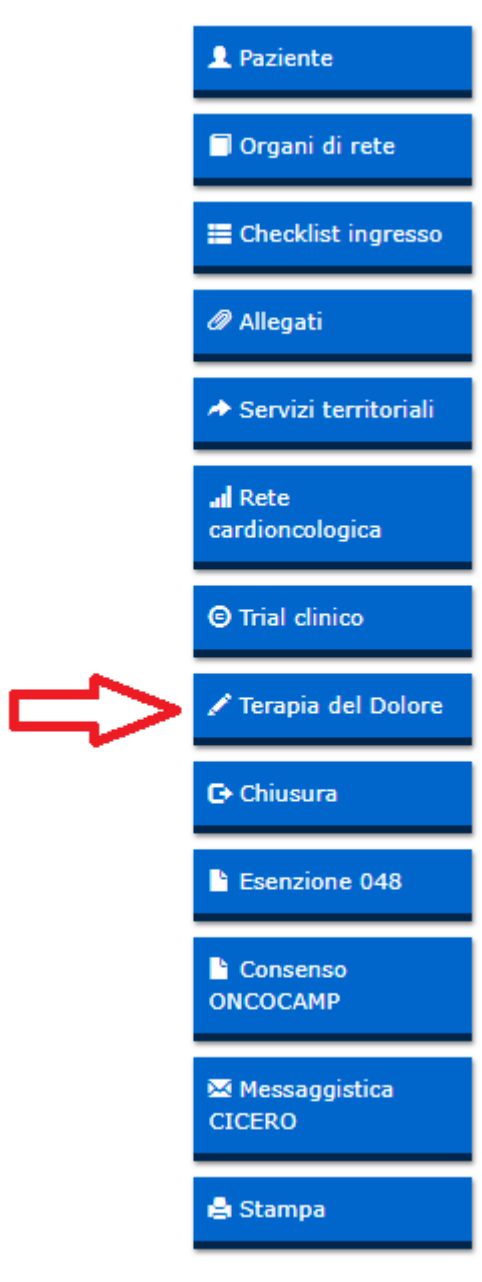 Paziente
Organi di rete
Checklist ingresso
Allegati
Servizi territoriali
Rete
cardioncologica
Trial clinico
Terapia del Dolore
Chiusura
Esenzione 048
Consenso
ONCOCAMP
Messaggistica
CICERO
Stampa